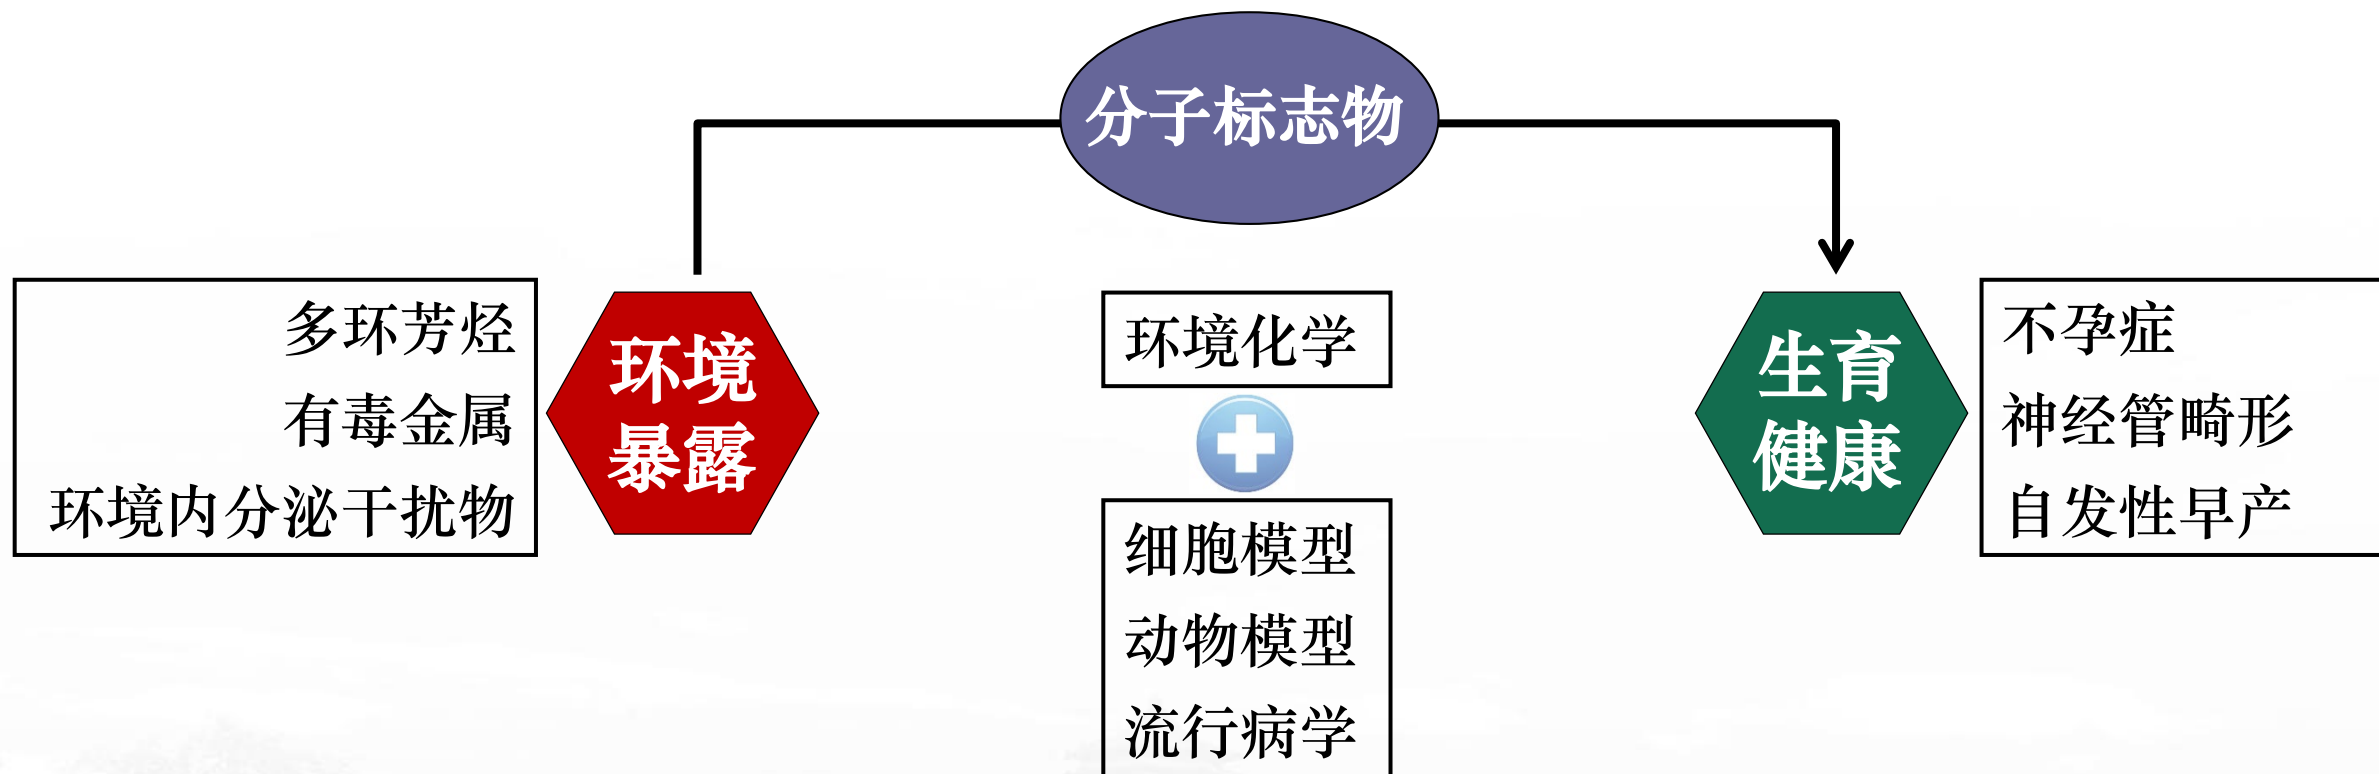 分子标志物
多环芳烃
有毒金属
环境内分泌干扰物
环境
暴露
环境化学
细胞模型
动物模型
流行病学
生育
健康
不孕症
神经管畸形
自发性早产